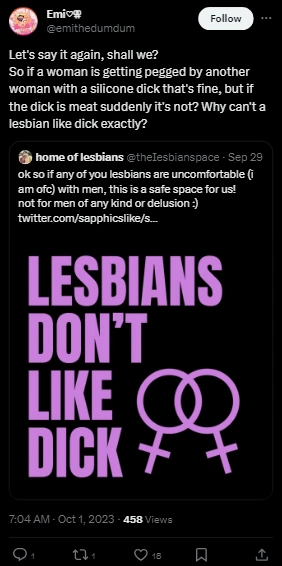 Emi♡
@emithedumdum
Follow
Let's say it again, shall we?
So if a woman is getting pegged by another
woman with a silicone dick that's fine, but if
the dick is meat suddenly it's not? Why can't a
lesbian like dick exactly?
home of lesbians @thelesbianspace · Sep 29
ok so if any of you lesbians are uncomfortable (i
am ofc) with men, this is a safe space for us!
not for men of any kind or delusion :)
twitter.com/sapphicslike/s...
LESBIANS
DON'T
LIKE
DICK
7:04 AM · Oct 1, 2023 · 458 Views
1 1 18